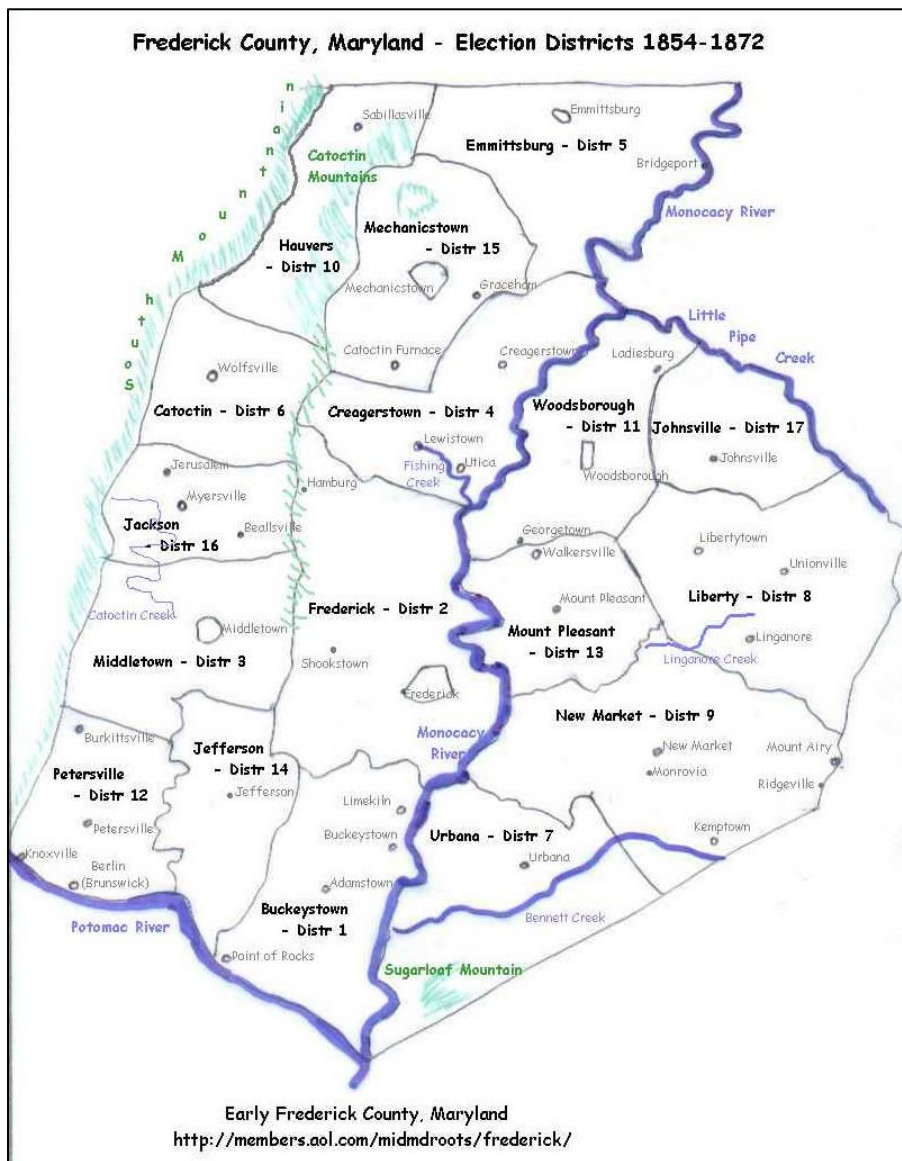 Frederick County, Maryland - Election Districts 1854-1872
South Mountain
Sabillasville
Emmittsburg
Emmittsburg - Distr 5
Catoctin
Mountains
Bridgeport
Monocacy River
Mechanicstown
- Distr 15
Hauvers
- Distr 10
Mechanicstown
Graceham
Little
Pipe
Creek
Catoctin Furnace
Creagerstown
Ladiesburg
Wolfsville
Catoctin - Distr 6
Creagerstown - Distr 4
Woodsborough
- Distr 11
Johnsville - Distr 17
Lewistown
Utica
Fishing
Creek
Woodsborough
Johnsville
Jerusalem
Hamburg
Myersville
Jackson
- Distr 16
Beallsville
Georgetown
Walkersville
Libertytown
Unionville
Catoctin Creek
Frederick - Distr 2
Mount Pleasant
Liberty - Distr 8
Middletown
Mount Pleasant
- Distr 13
Linganore
Middletown - Distr 3
Shookstown
Linganore Creek
Frederick
New Market - Distr 9
Burkittsville
Jefferson
- Distr 14
Monocacy
River
New Market
Mount Airy
Petersville
- Distr 12
Monrovia
Ridgeville
Jefferson
Limekiln
Petersville
Buckeystown
Urbana - Distr 7
Kemptown
Knoxville
Berlin
(Brunswick)
Adamstown
Urbana
Potomac River
Buckeystown
- Distr 1
Bennett Creek
Point of Rocks
Sugarloaf Mountain
Early Frederick County, Maryland
http://members.aol.com/midmdroots/frederick/